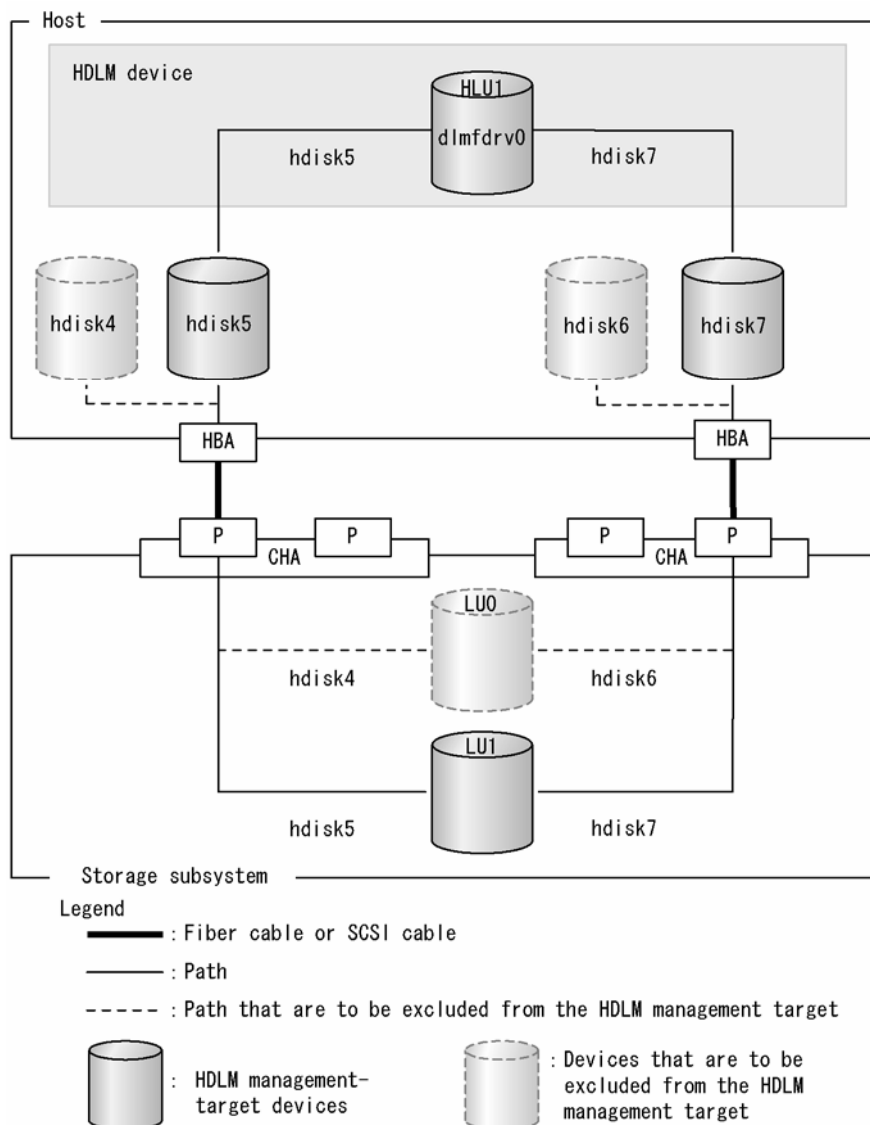 Host
HDLM device
HLU1
dlmfdrv0
hdisk5
hdisk7
hdisk4
hdisk5
hdisk6
hdisk7
HBA
HBA
P
P
P
P
CHA
CHA
LU0
hdisk4
hdisk6
LU1
hdisk5
hdisk7
Storage subsystem
Legend
: Fiber cable or SCSI cable
: Path
: Path that are to be excluded from the HDLM management target
: HDLM management-
target devices
: Devices that are to be
excluded from the HDLM
management target